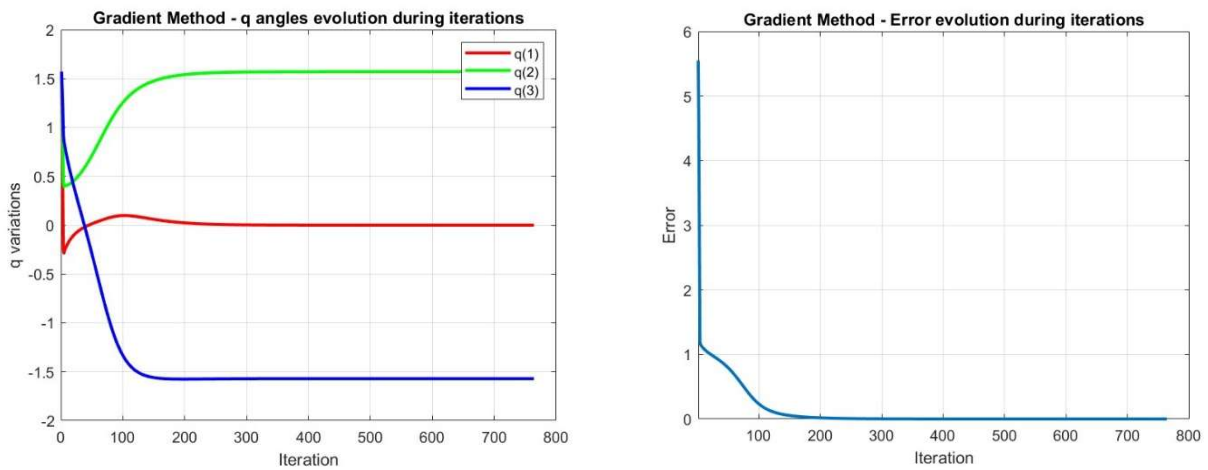 Gradient Method - q angles evolution during iterations
2
1.5
1
0.5
0
-0.5
-1
-1.5
-2
q variations
q(1)
q(2)
q(3)
0 100 200 300 400 500 600 700 800
Iteration
Gradient Method - Error evolution during iterations
6
5
4
3
2
1
0
Error
100 200 300 400 500 600 700 800
Iteration